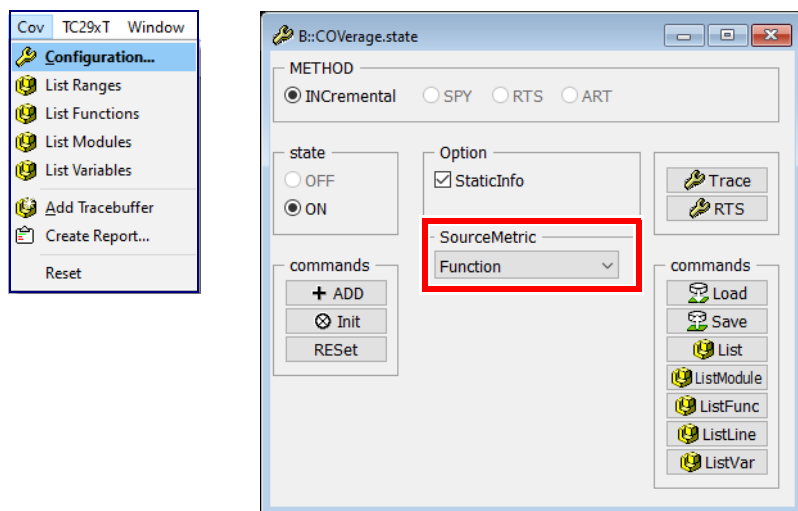 Cov TC29xT Window
Configuration...
List Ranges
List Functions
List Modules
List Variables
Add Tracebuffer
Create Report...
Reset
B::COVerage.state
METHOD
INCremental SPY RTS ART
state
OFF
ON
Option
StaticInfo
SourceMetric
Function
Trace
RTS
commands
ADD
Init
RESet
commands
Load
Save
List
ListModule
ListFunc
ListLine
ListVar